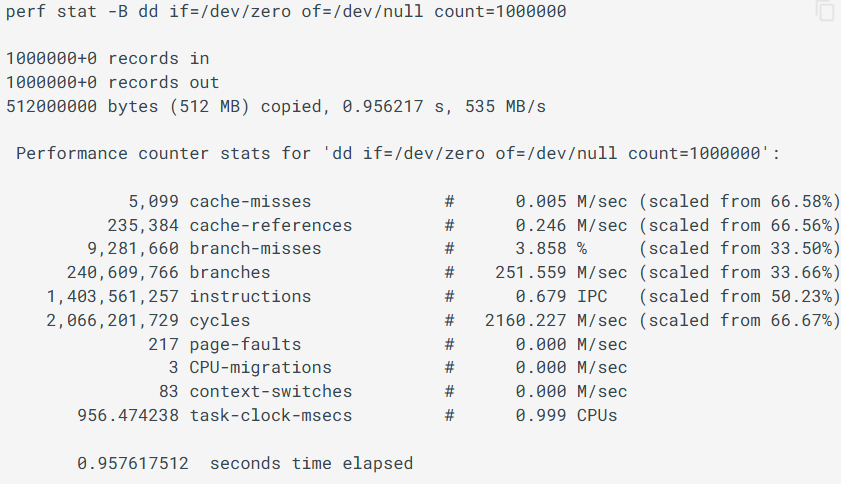 perf stat -B dd if=/dev/zero of=/dev/null count=1000000
1000000+0 records in
1000000+0 records out
512000000 bytes (512 MB) copied, 0.956217 s, 535 MB/s
Performance counter stats for 'dd if=/dev/zero of=/dev/null count=1000000':
5,099 cache-misses # 0.005 M/sec (scaled from 66.58%)
235,384 cache-references # 0.246 M/sec (scaled from 66.56%)
9,281,660 branch-misses # 3.858 % (scaled from 33.50%)
240,609,766 branches # 251.559 M/sec (scaled from 33.66%)
1,403,561,257 instructions # 0.679 IPC (scaled from 50.23%)
2,066,201,729 cycles # 2160.227 M/sec (scaled from 66.67%)
217 page-faults # 0.000 M/sec
3 CPU-migrations # 0.000 M/sec
83 context-switches # 0.000 M/sec
956.474238 task-clock-msecs # 0.999 CPUs
0.957617512 seconds time elapsed